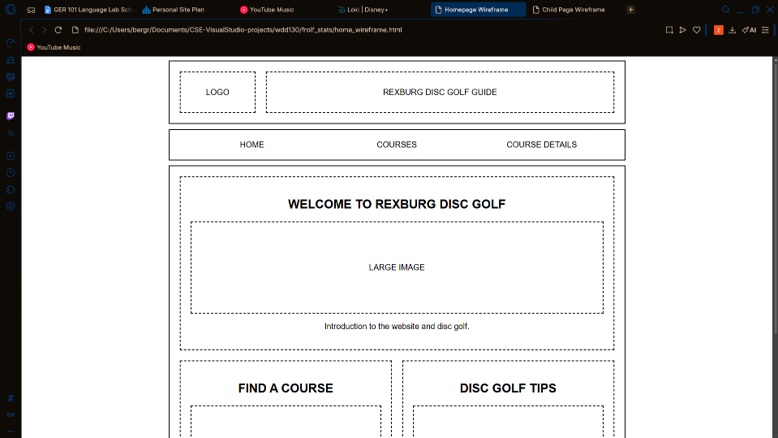 GER 101 Language Lab Sch
Personal Site Plan
YouTube Music
Loki | Disney+
Homepage Wireframe
Child Page Wireframe
file:///C:/Users/bergr/Documents/CSE-VisualStudio-projects/wdd130/frolf_stats/home_wireframe.html
AI
YouTube Music
LOGO
REXBURG DISC GOLF GUIDE
HOME
COURSES
COURSE DETAILS
WELCOME TO REXBURG DISC GOLF
LARGE IMAGE
Introduction to the website and disc golf.
FIND A COURSE
DISC GOLF TIPS